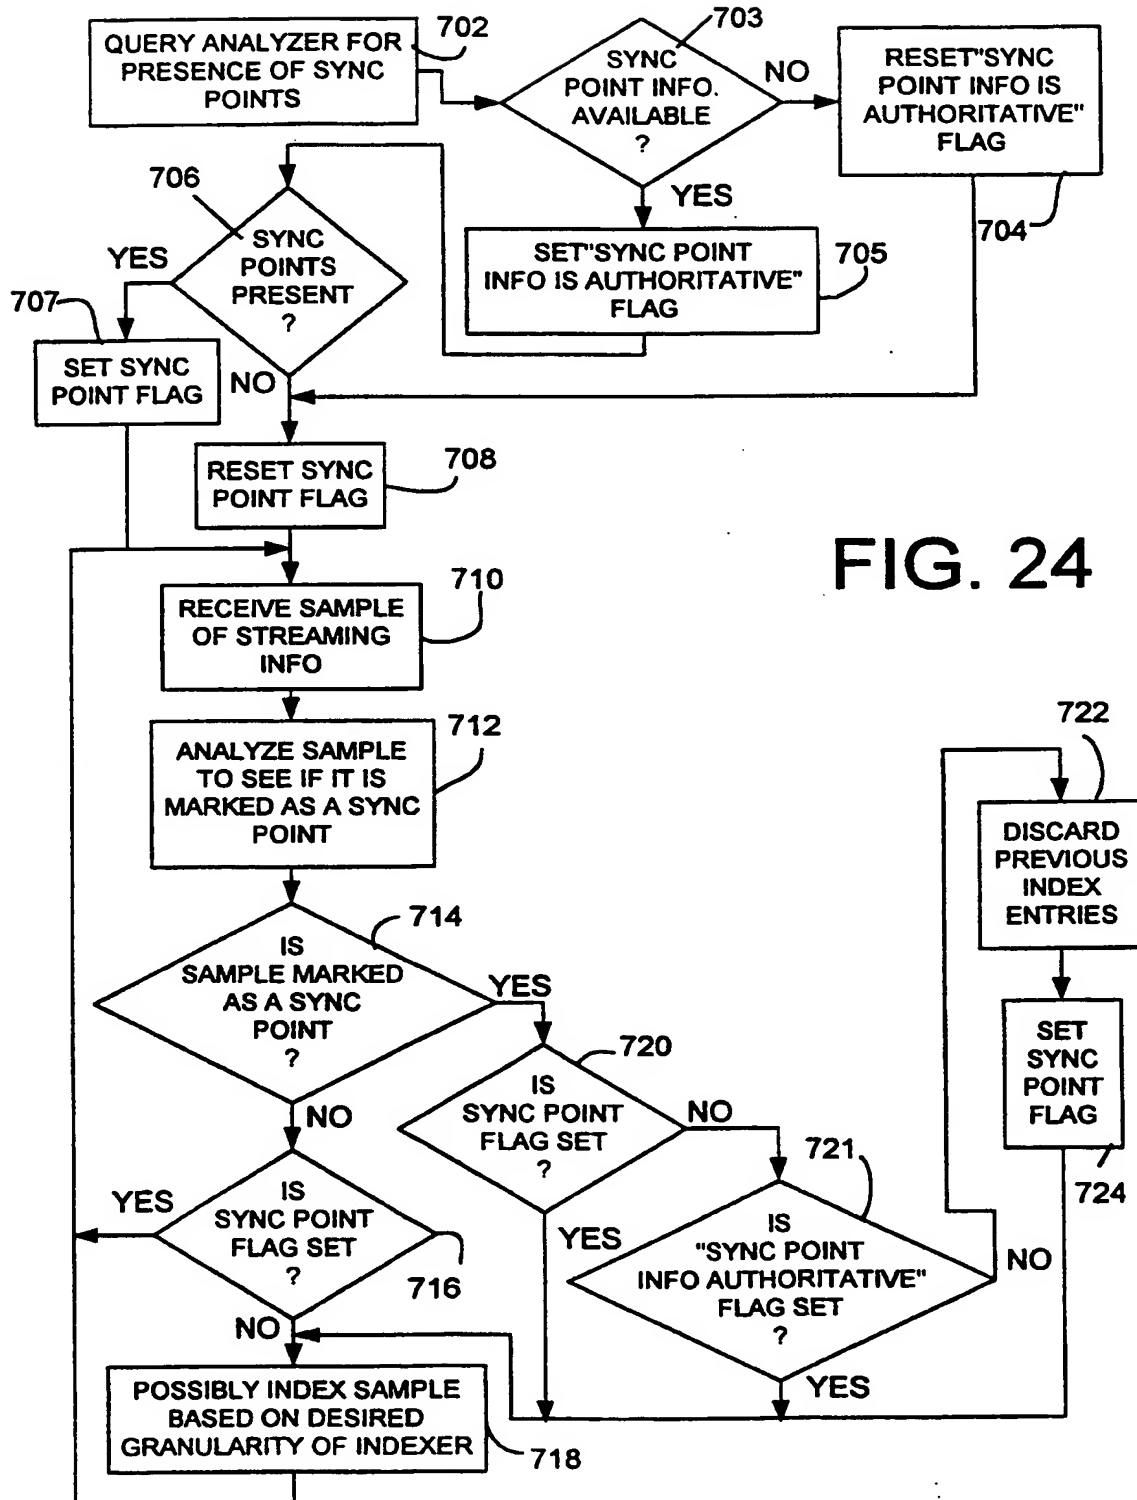 QUERY ANALYZER FOR
PRESENCE OF SYNC
POINTS
702
SYNC
POINT INFO.
AVAILABLE
?
703
NO
RESET"SYNC
POINT INFO IS
AUTHORITATIVE"
FLAG
704
YES
SET"SYNC POINT
INFO IS AUTHORITATIVE"
FLAG
705
706
SYNC
POINTS
PRESENT
?
YES
707
SET SYNC
POINT FLAG
NO
RESET SYNC
POINT FLAG
708
FIG. 24
RECEIVE SAMPLE
OF STREAMING
INFO
710
ANALYZE SAMPLE
TO SEE IF IT IS
MARKED AS A SYNC
POINT
712
IS
SAMPLE MARKED
AS A SYNC
POINT
?
714
YES
NO
IS
SYNC POINT
FLAG SET
?
716
YES
NO
POSSIBLY INDEX SAMPLE
BASED ON DESIRED
GRANULARITY OF INDEXER
718
IS
SYNC POINT
FLAG SET
?
720
NO
YES
IS
"SYNC POINT
INFO AUTHORITATIVE"
FLAG SET
?
721
NO
YES
722
DISCARD
PREVIOUS
INDEX
ENTRIES
SET
SYNC
POINT
FLAG
724